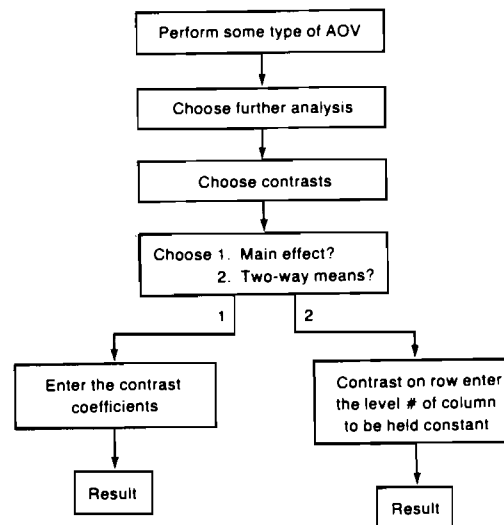 Perform some type of AOV
Choose further analysis
Choose contrasts
Choose 1. Main effect?
2. Two-way means?
1
2
Enter the contrast
coefficients
Contrast on row enter
the level # of column
to be held constant
Result
Result